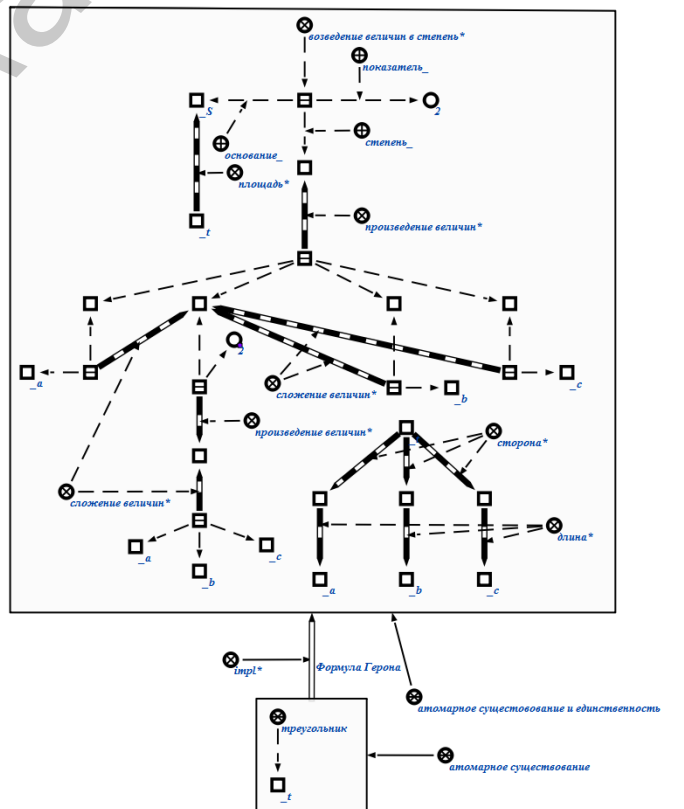 возведение величин в степень*
показатель_
_S
2
основание_
степень_
площадь*
_t
произведение величин*
_a
2
сложение величин*
_b
_c
произведение величин*
сторона*
сложение величин*
длина*
_a
_b
_c
_a
_b
_c
impl*
Формула Герона
атомарное сущестовование и единственность
треугольник
_t
атомарное существование